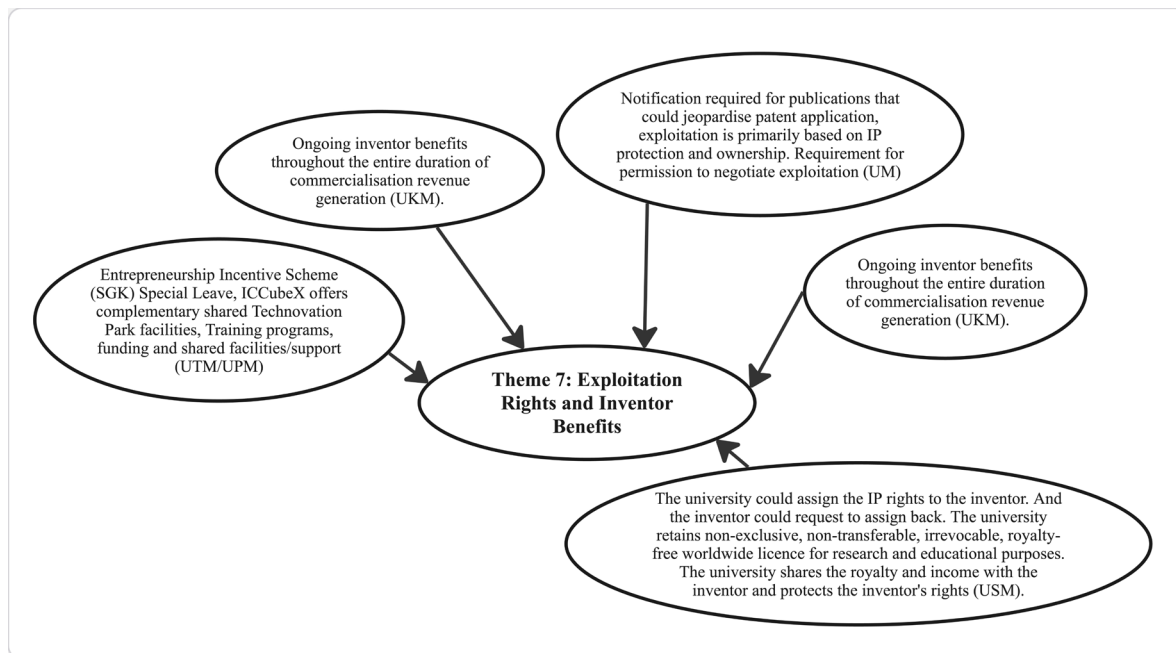 Notification required for publications that
could jeopardise patent application,
exploitation is primarily based on IP
protection and ownership. Requirement for
permission to negotiate exploitation (UM)
Ongoing inventor benefits
throughout the entire duration of
commercialisation revenue
generation (UKM).
Entrepreneurship Incentive Scheme
(SGK) Special Leave, ICCubeX offers
complementary shared Technovation
Park facilities, Training programs,
funding and shared facilities/support
(UTM/UPM)
Ongoing inventor benefits
throughout the entire duration
of commercialisation revenue
generation (UKM).
Theme 7: Exploitation
Rights and Inventor
Benefits
The university could assign the IP rights to the inventor. And
the inventor could request to assign back. The university
retains non-exclusive, non-transferable, irrevocable, royalty-
free worldwide licence for research and educational purposes.
The university shares the royalty and income with the
inventor and protects the inventor's rights (USM).